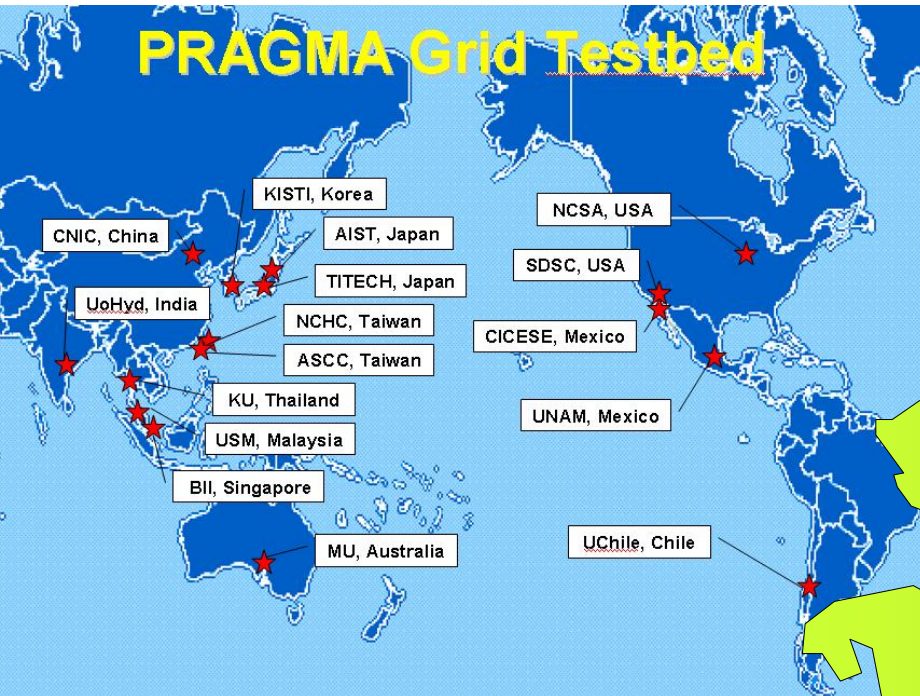 PRAGMA Grid Testbed
KISTI, Korea
NCSA, USA
CNIC, China
AIST, Japan
SDSC, USA
TITECH, Japan
UoHyd, India
NCHC, Taiwan
CICESE, Mexico
ASCC, Taiwan
KU, Thailand
UNAM, Mexico
USM, Malaysia
BII, Singapore
MU, Australia
UChile, Chile